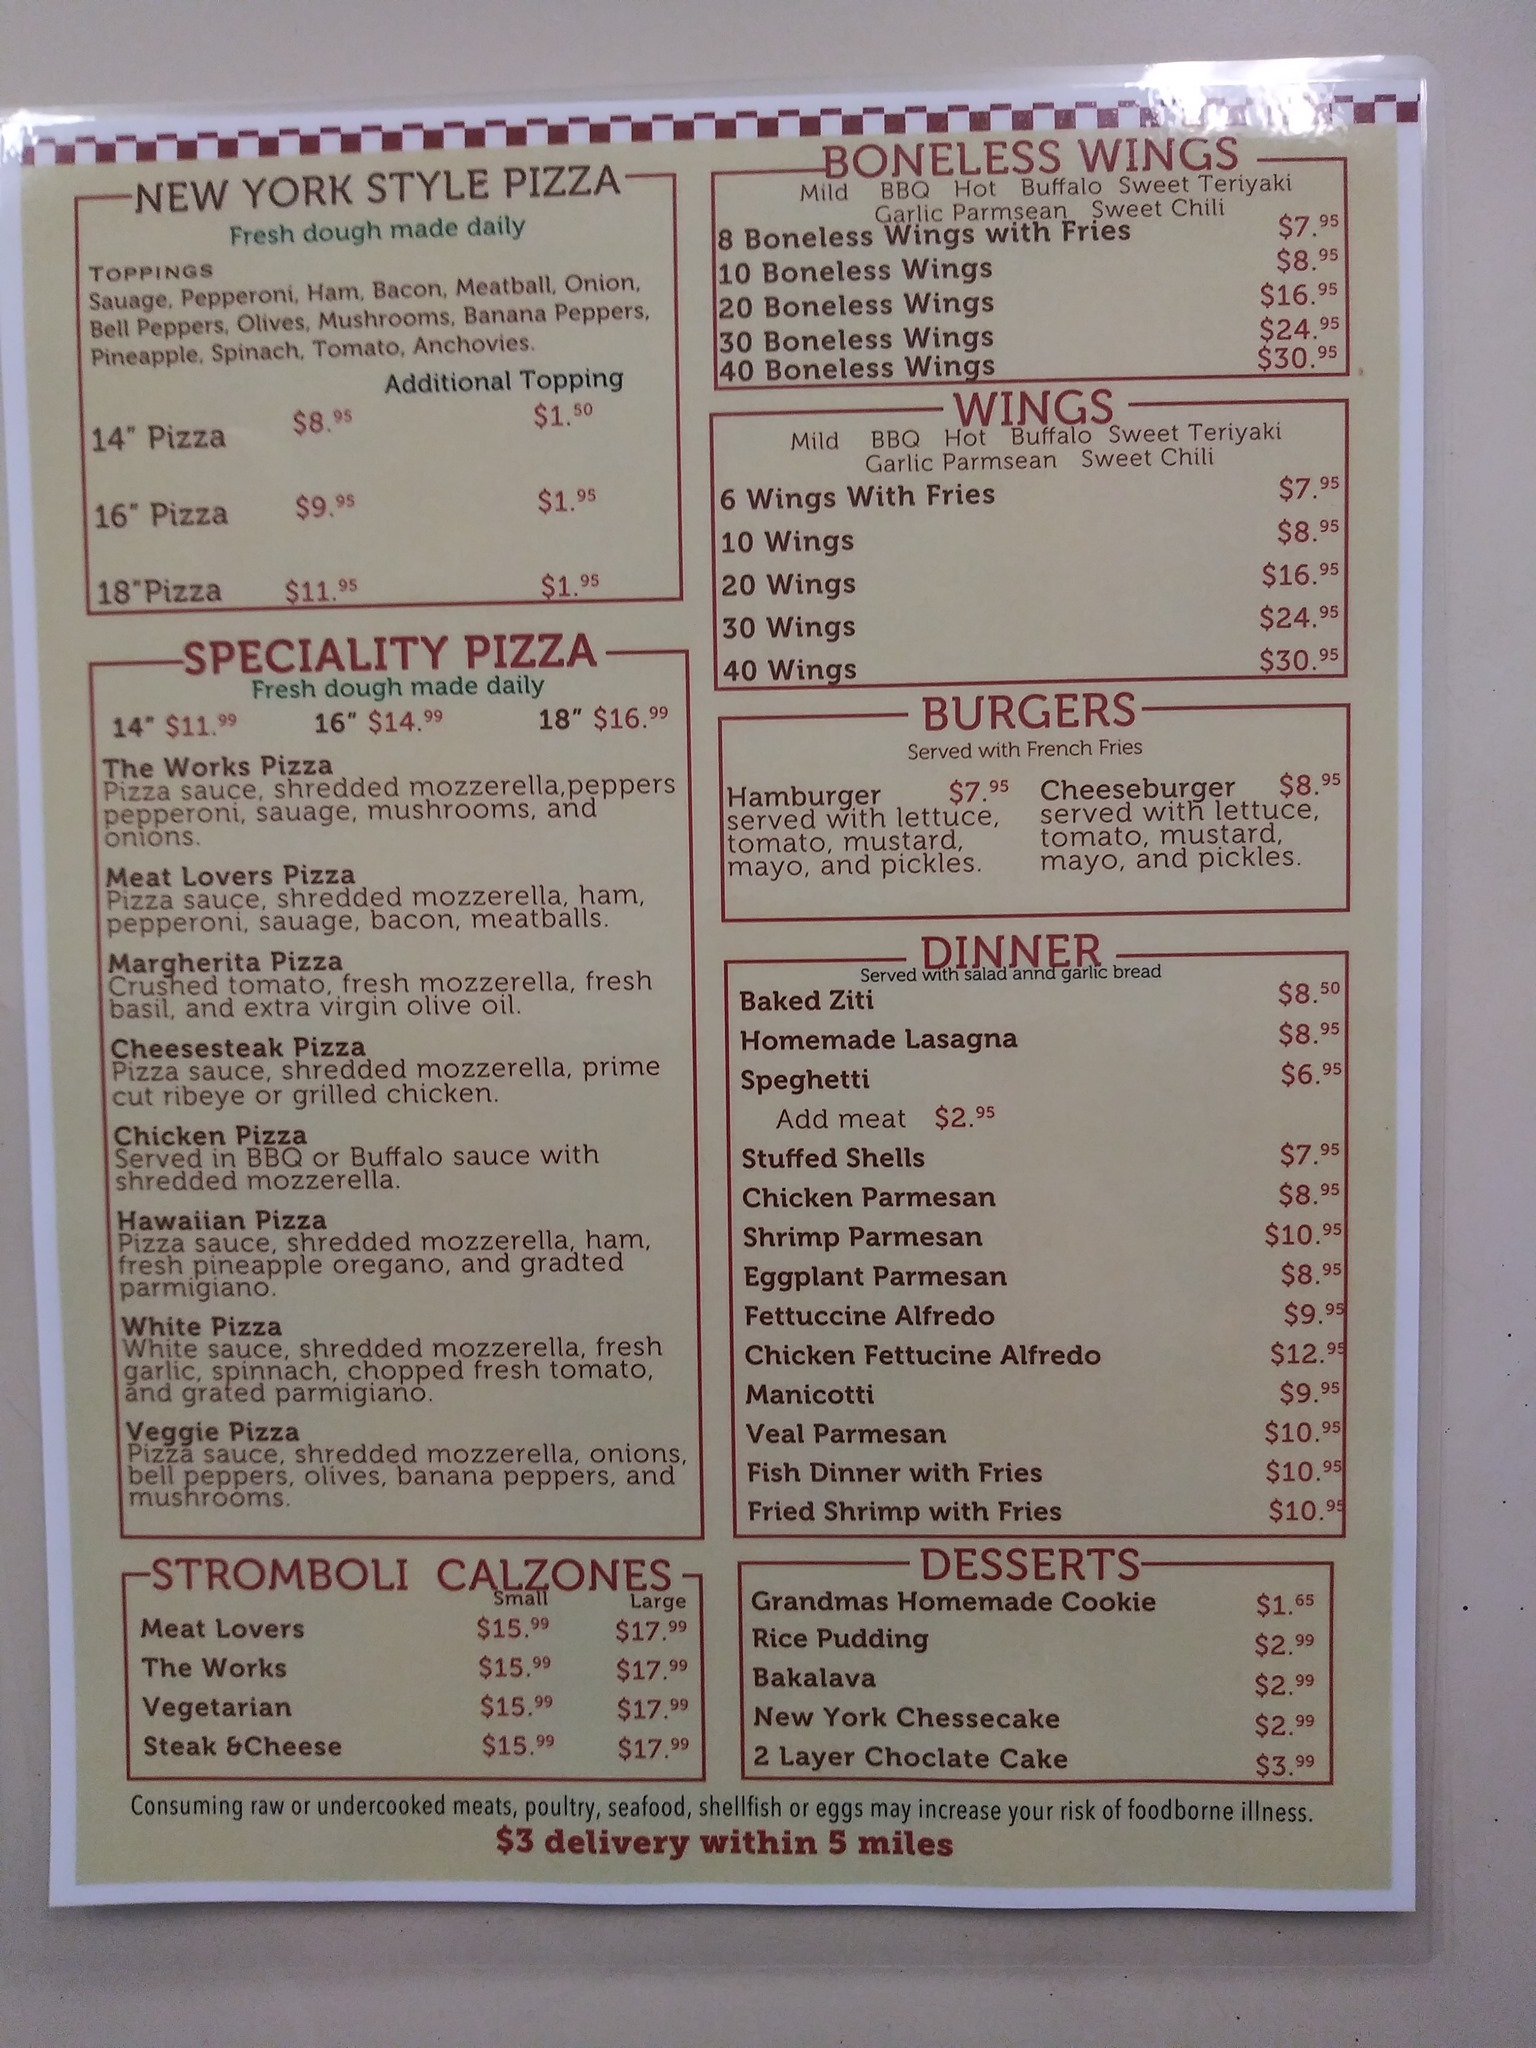 NEW YORK STYLE PIZZA
Fresh dough made daily
TOPPINGS
Sauage, Pepperoni, Ham, Bacon, Meatball, Onion,
Bell Peppers, Olives, Mushrooms, Banana Peppers,
Pineapple, Spinach, Tomato, Anchovies.
Additional Topping
14" Pizza $8.95 $1.50
16" Pizza $9.95 $1.95
18"Pizza $11.95 $1.95
SPECIALITY PIZZA
Fresh dough made daily
14" $11.99 16" $14.99 18" $16.99
The Works Pizza
Pizza sauce, shredded mozzerella,peppers
pepperoni, sauage, mushrooms, and
onions.
Meat Lovers Pizza
Pizza sauce, shredded mozzerella, ham,
pepperoni, sauage, bacon, meatballs.
Margherita Pizza
Crushed tomato, fresh mozzerella, fresh
basil, and extra virgin olive oil.
Cheesesteak Pizza
Pizza sauce, shredded mozzerella, prime
cut ribeye or grilled chicken.
Chicken Pizza
Served in BBQ or Buffalo sauce with
shredded mozzerella.
Hawaiian Pizza
Pizza sauce, shredded mozzerella, ham,
fresh pineapple oregano, and gradted
parmigiano.
White Pizza
White sauce, shredded mozzerella, fresh
garlic, spinnach, chopped fresh tomato,
and grated parmigiano.
Veggie Pizza
Pizza sauce, shredded mozzerella, onions,
bell peppers, olives, banana peppers, and
mushrooms.
STROMBOLI CALZONES
Small Large
Meat Lovers $15.99 $17.99
The Works $15.99 $17.99
Vegetarian $15.99 $17.99
Steak &Cheese $15.99 $17.99
BONELESS WINGS
Mild BBQ Hot Buffalo Sweet Teriyaki
Garlic Parmsean Sweet Chili
8 Boneless Wings with Fries $7.95
10 Boneless Wings $8.95
20 Boneless Wings $16.95
30 Boneless Wings $24.95
40 Boneless Wings $30.95
WINGS
Mild BBQ Hot Buffalo Sweet Teriyaki
Garlic Parmsean Sweet Chili
6 Wings With Fries $7.95
10 Wings $8.95
20 Wings $16.95
30 Wings $24.95
40 Wings $30.95
BURGERS
Served with French Fries
Hamburger $7.95
served with lettuce,
tomato, mustard,
mayo, and pickles.
Cheeseburger $8.95
served with lettuce,
tomato, mustard,
mayo, and pickles.
DINNER
Served with salad annd garlic bread
Baked Ziti $8.50
Homemade Lasagna $8.95
Speghetti $6.95
Add meat $2.95
Stuffed Shells $7.95
Chicken Parmesan $8.95
Shrimp Parmesan $10.95
Eggplant Parmesan $8.95
Fettuccine Alfredo $9.95
Chicken Fettucine Alfredo $12.95
Manicotti $9.95
Veal Parmesan $10.95
Fish Dinner with Fries $10.95
Fried Shrimp with Fries $10.95
DESSERTS
Grandmas Homemade Cookie $1.65
Rice Pudding $2.99
Bakalava $2.99
New York Chessecake $2.99
2 Layer Choclate Cake $3.99
Consuming raw or undercooked meats, poultry, seafood, shellfish or eggs may increase your risk of foodborne illness.
$3 delivery within 5 miles